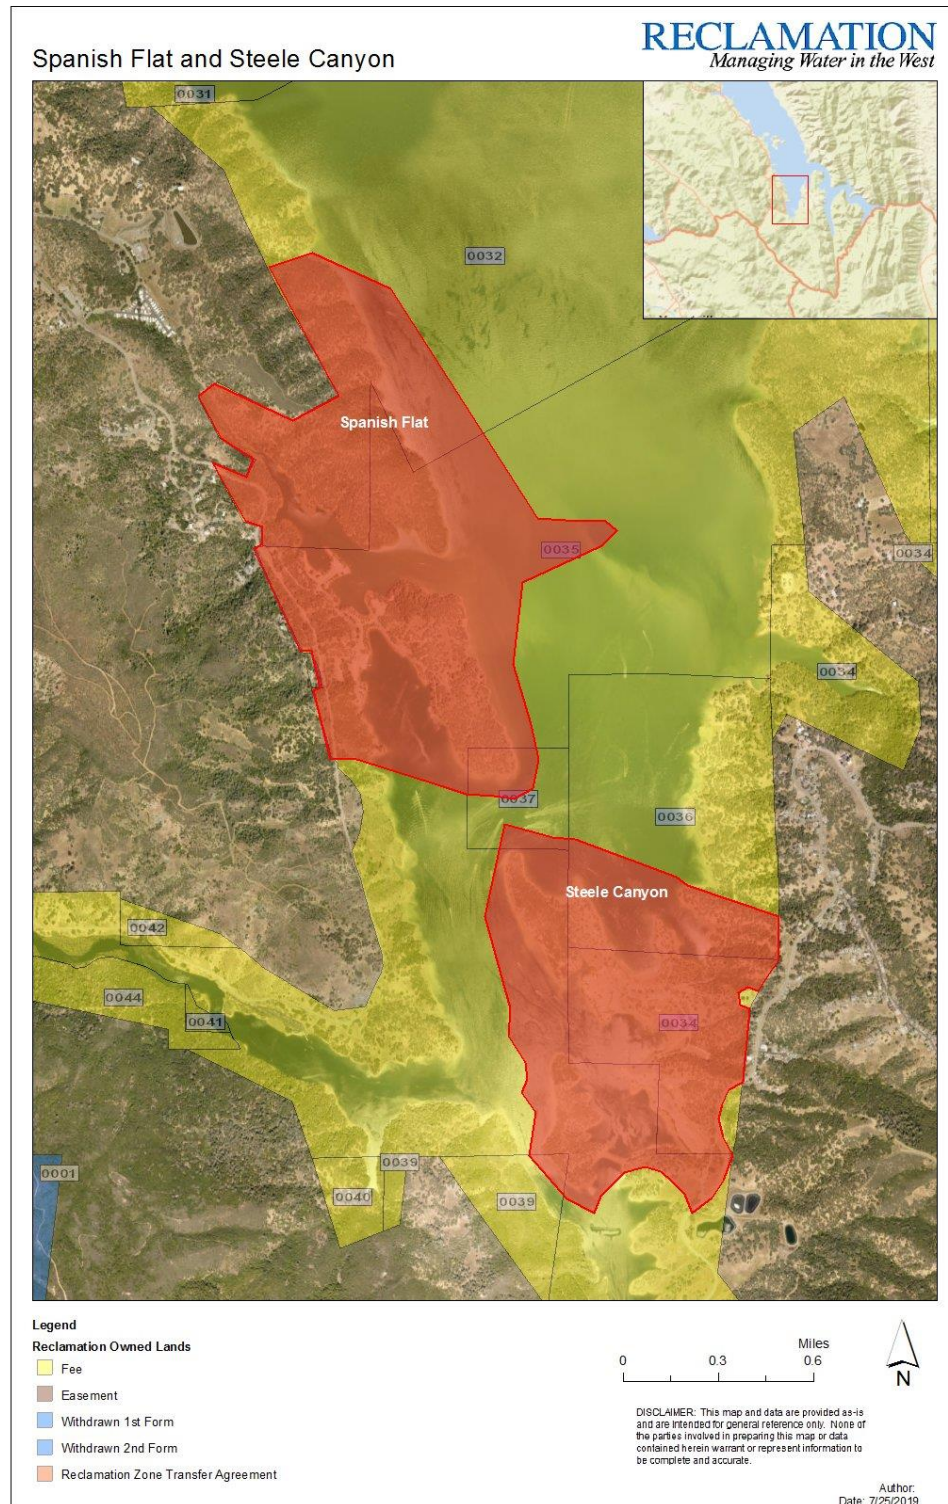 Spanish Flat and Steele Canyon
RECLAMATION
Managing Water in the West
0031
0032
Spanish Flat
0035
0034
0034
0037
0036
Steele Canyon
0042
0044
0041
0034
0001
0039
0040
0039
Legend
Reclamation Owned Lands
Fee
Easement
Withdrawn 1st Form
Withdrawn 2nd Form
Reclamation Zone Transfer Agreement
Miles
0 0.3 0.6
N
DISCLAIMER: This map and data are provided as-is
and are intended for general reference only. None of
the parties involved in preparing this map or data
contained herein warrant or represent information to
be complete and accurate.
Author:
Date: 7/25/2019